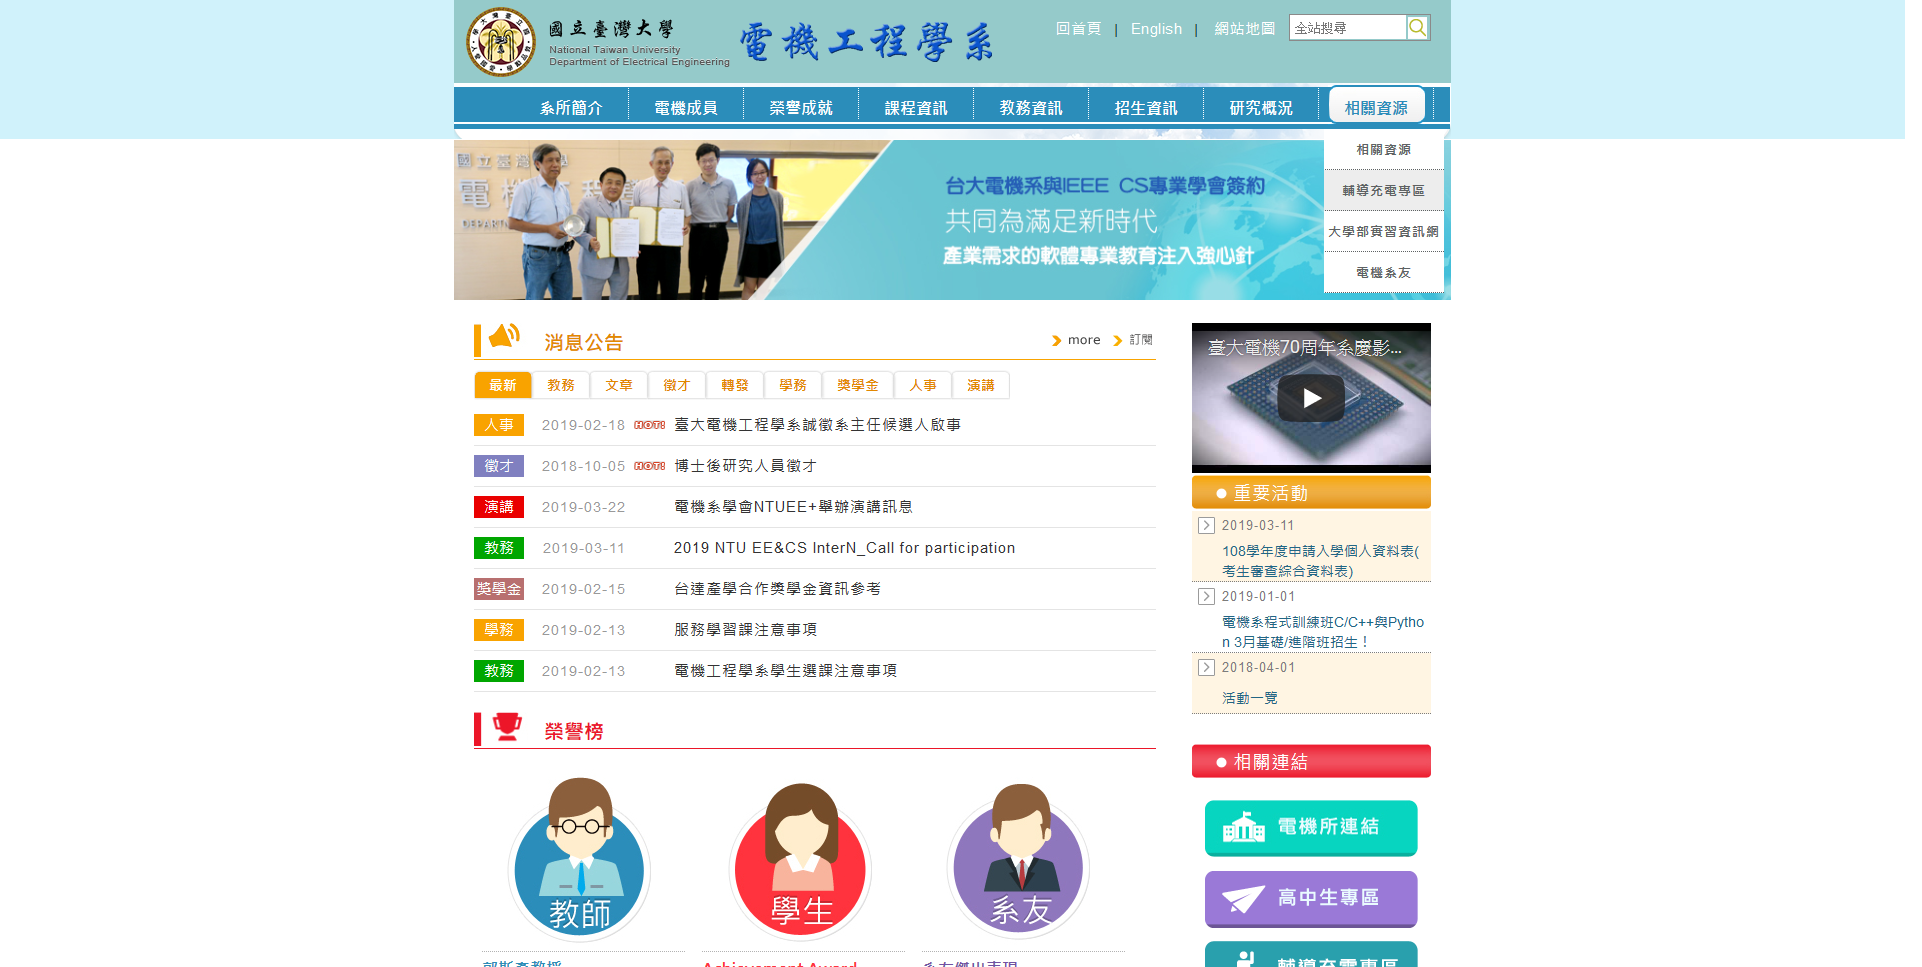 國立臺灣大學
National Taiwan University
Department of Electrical Engineering
電機工程學系
回首頁 | English | 網站地圖
全站搜尋
系所簡介 電機成員 榮譽成就 課程資訊 教務資訊 招生資訊 研究概況 相關資源
相關資源
輔導充電專區
大學部實習資訊網
電機系友
台大電機系與IEEE CS專業學會簽約
共同為滿足新時代
產業需求的軟體專業教育注入強心針
消息公告
more 訂閱
最新 教務 文章 徵才 轉發 學務 獎學金 人事 演講
人事 2019-02-18 HOT! 臺大電機工程學系誠徵系主任候選人啟事
徵才 2018-10-05 HOT! 博士後研究人員徵才
演講 2019-03-22 電機系學會NTUEE+舉辦演講訊息
教務 2019-03-11 2019 NTU EE&CS InterN_Call for participation
獎學金 2019-02-15 台達產學合作獎學金資訊參考
學務 2019-02-13 服務學習課注意事項
教務 2019-02-13 電機工程學系學生選課注意事項
榮譽榜
教師
學生
系友
郭斯彥教授
Achievement Award
系友傑出表現
臺大電機70周年系慶影...
重要活動
2019-03-11
108學年度申請入學個人資料表(
考生審查綜合資料表)
2019-01-01
電機系程式訓練班C/C++與Pytho
n 3月基礎/進階班招生！
2018-04-01
活動一覽
相關連結
電機所連結
高中生專區
輔導充電專區